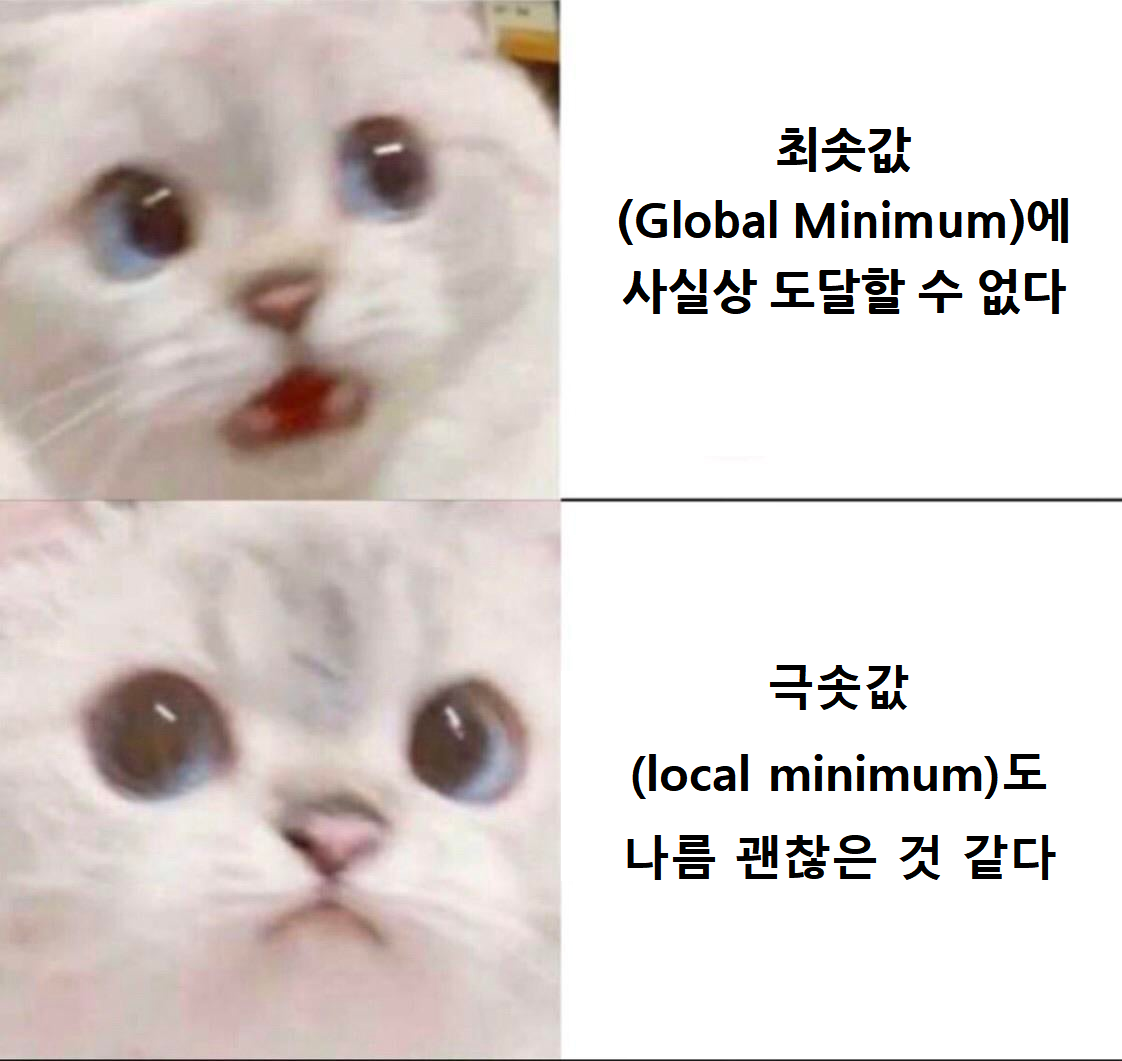 최솟값
(Global Minimum)에
사실상 도달할 수 없다
극솟값
(local minimum)도
나름 괜찮은 것 같다